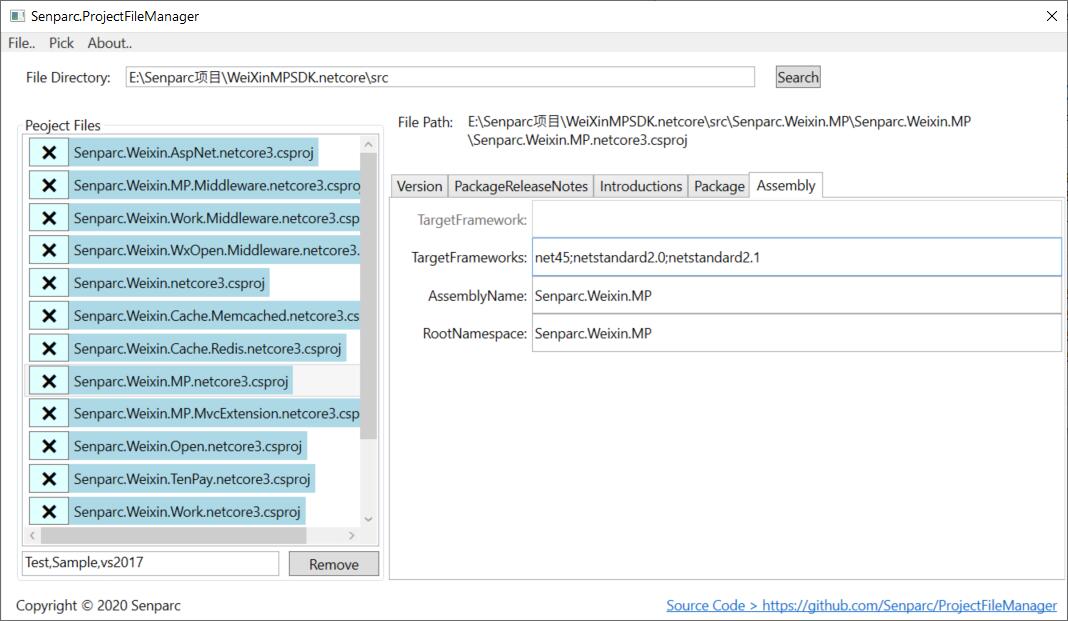 Senparc.ProjectFileManager
File.. Pick About..
File Directory: E:\Senparc项目\WeiXinMPSDK.netcore\src Search
Peoject Files
Senparc.Weixin.AspNet.netcore3.csproj
Senparc.Weixin.MP.Middleware.netcore3.cspro
Senparc.Weixin.Work.Middleware.netcore3.csp
Senparc.Weixin.WxOpen.Middleware.netcore3.
Senparc.Weixin.netcore3.csproj
Senparc.Weixin.Cache.Memcached.netcore3.cs
Senparc.Weixin.Cache.Redis.netcore3.csproj
Senparc.Weixin.MP.netcore3.csproj
Senparc.Weixin.MP.MvcExtension.netcore3.csp
Senparc.Weixin.Open.netcore3.csproj
Senparc.Weixin.TenPay.netcore3.csproj
Senparc.Weixin.Work.netcore3.csproj
Test,Sample,vs2017 Remove
File Path: E:\Senparc项目\WeiXinMPSDK.netcore\src\Senparc.Weixin.MP\Senparc.Weixin.MP
\Senparc.Weixin.MP.netcore3.csproj
Version PackageReleaseNotes Introductions Package Assembly
TargetFramework:
TargetFrameworks: net45;netstandard2.0;netstandard2.1
AssemblyName: Senparc.Weixin.MP
RootNamespace: Senparc.Weixin.MP
Copyright © 2020 Senparc
Source Code > https://github.com/Senparc/ProjectFileManager